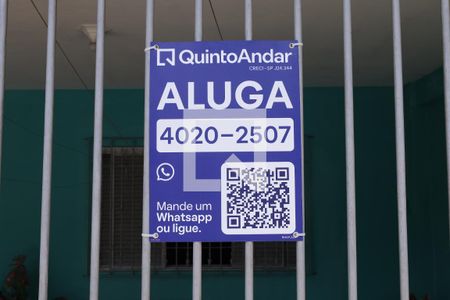 QuintoAndar
CRECI-SP J24.344
ALUGA
4020-2507
Mande um
Whatsapp
ou ligue.